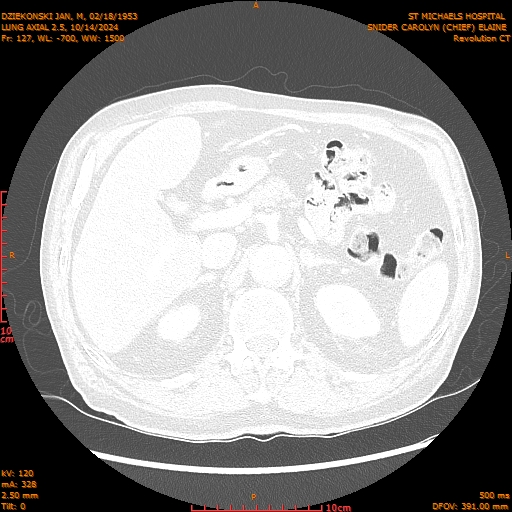 DZIEKONSKI JAN, M, 02/18/1953
LUNG AXIAL 2.5, 10/14/2024
Fr: 127, WL: -700, WW: 1500
A
ST MICHAELS HOSPITAL
SNIDER CAROLYN (CHIEF) ELAINE
Revolution CT
R
L
10
cm
kV: 120
mA: 328
2.50 mm
Tilt: 0
P
10cm
500 ms
DFOV: 391.00 mm